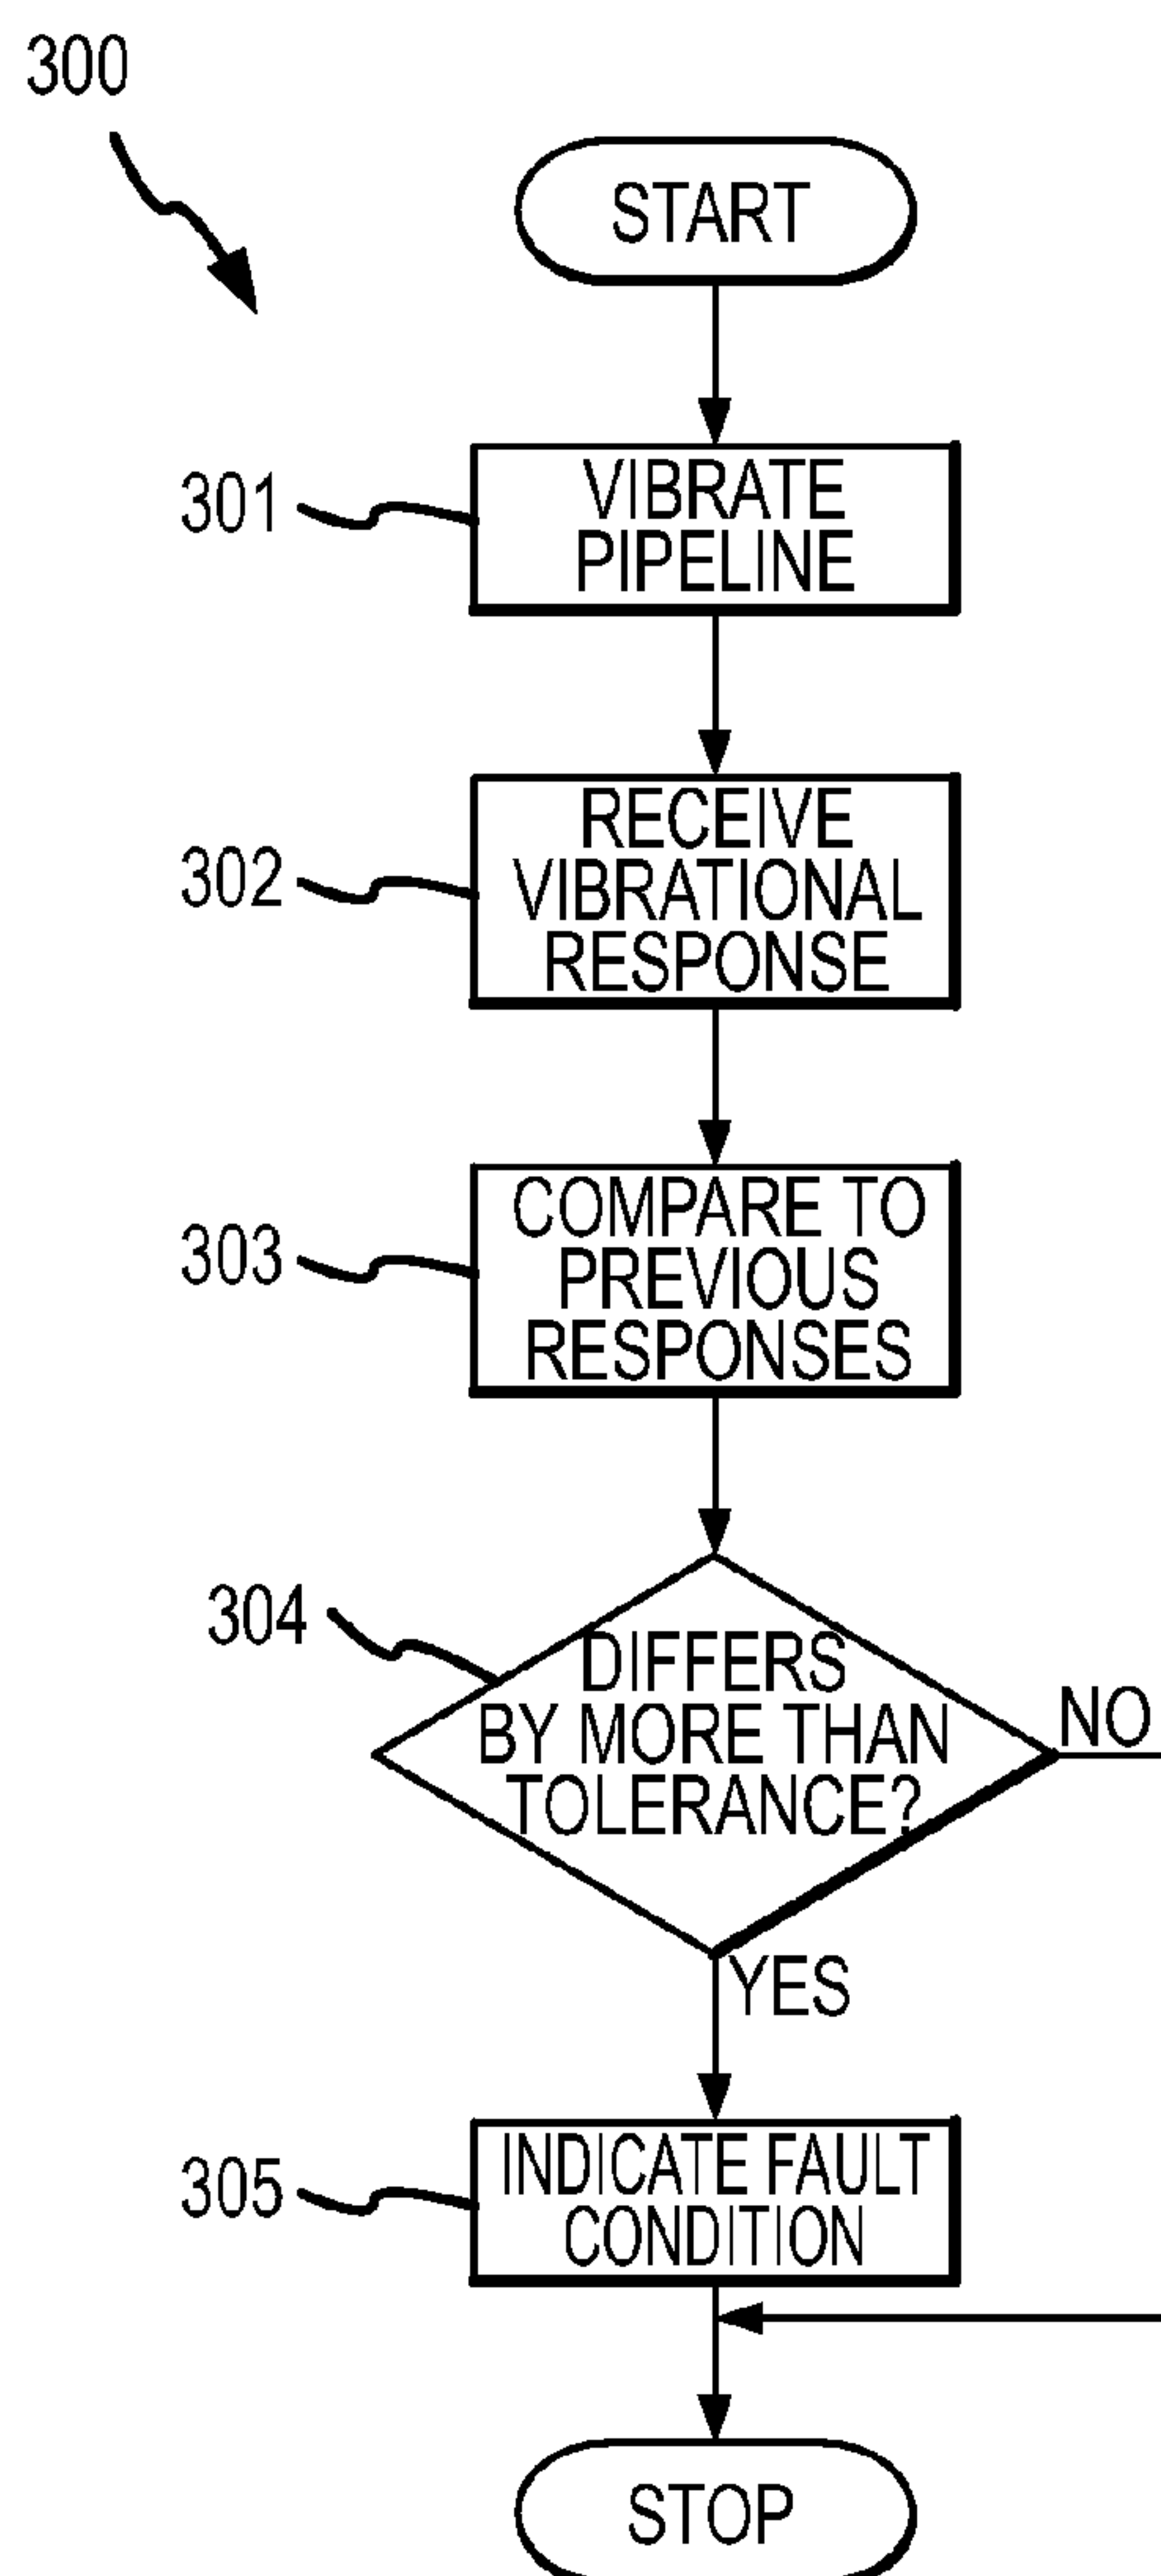 300
START
301
VIBRATE
PIPELINE
302
RECEIVE
VIBRATIONAL
RESPONSE
303
COMPARE TO
PREVIOUS
RESPONSES
304
DIFFERS
BY MORE THAN
TOLERANCE?
NO
YES
305
INDICATE FAULT
CONDITION
STOP